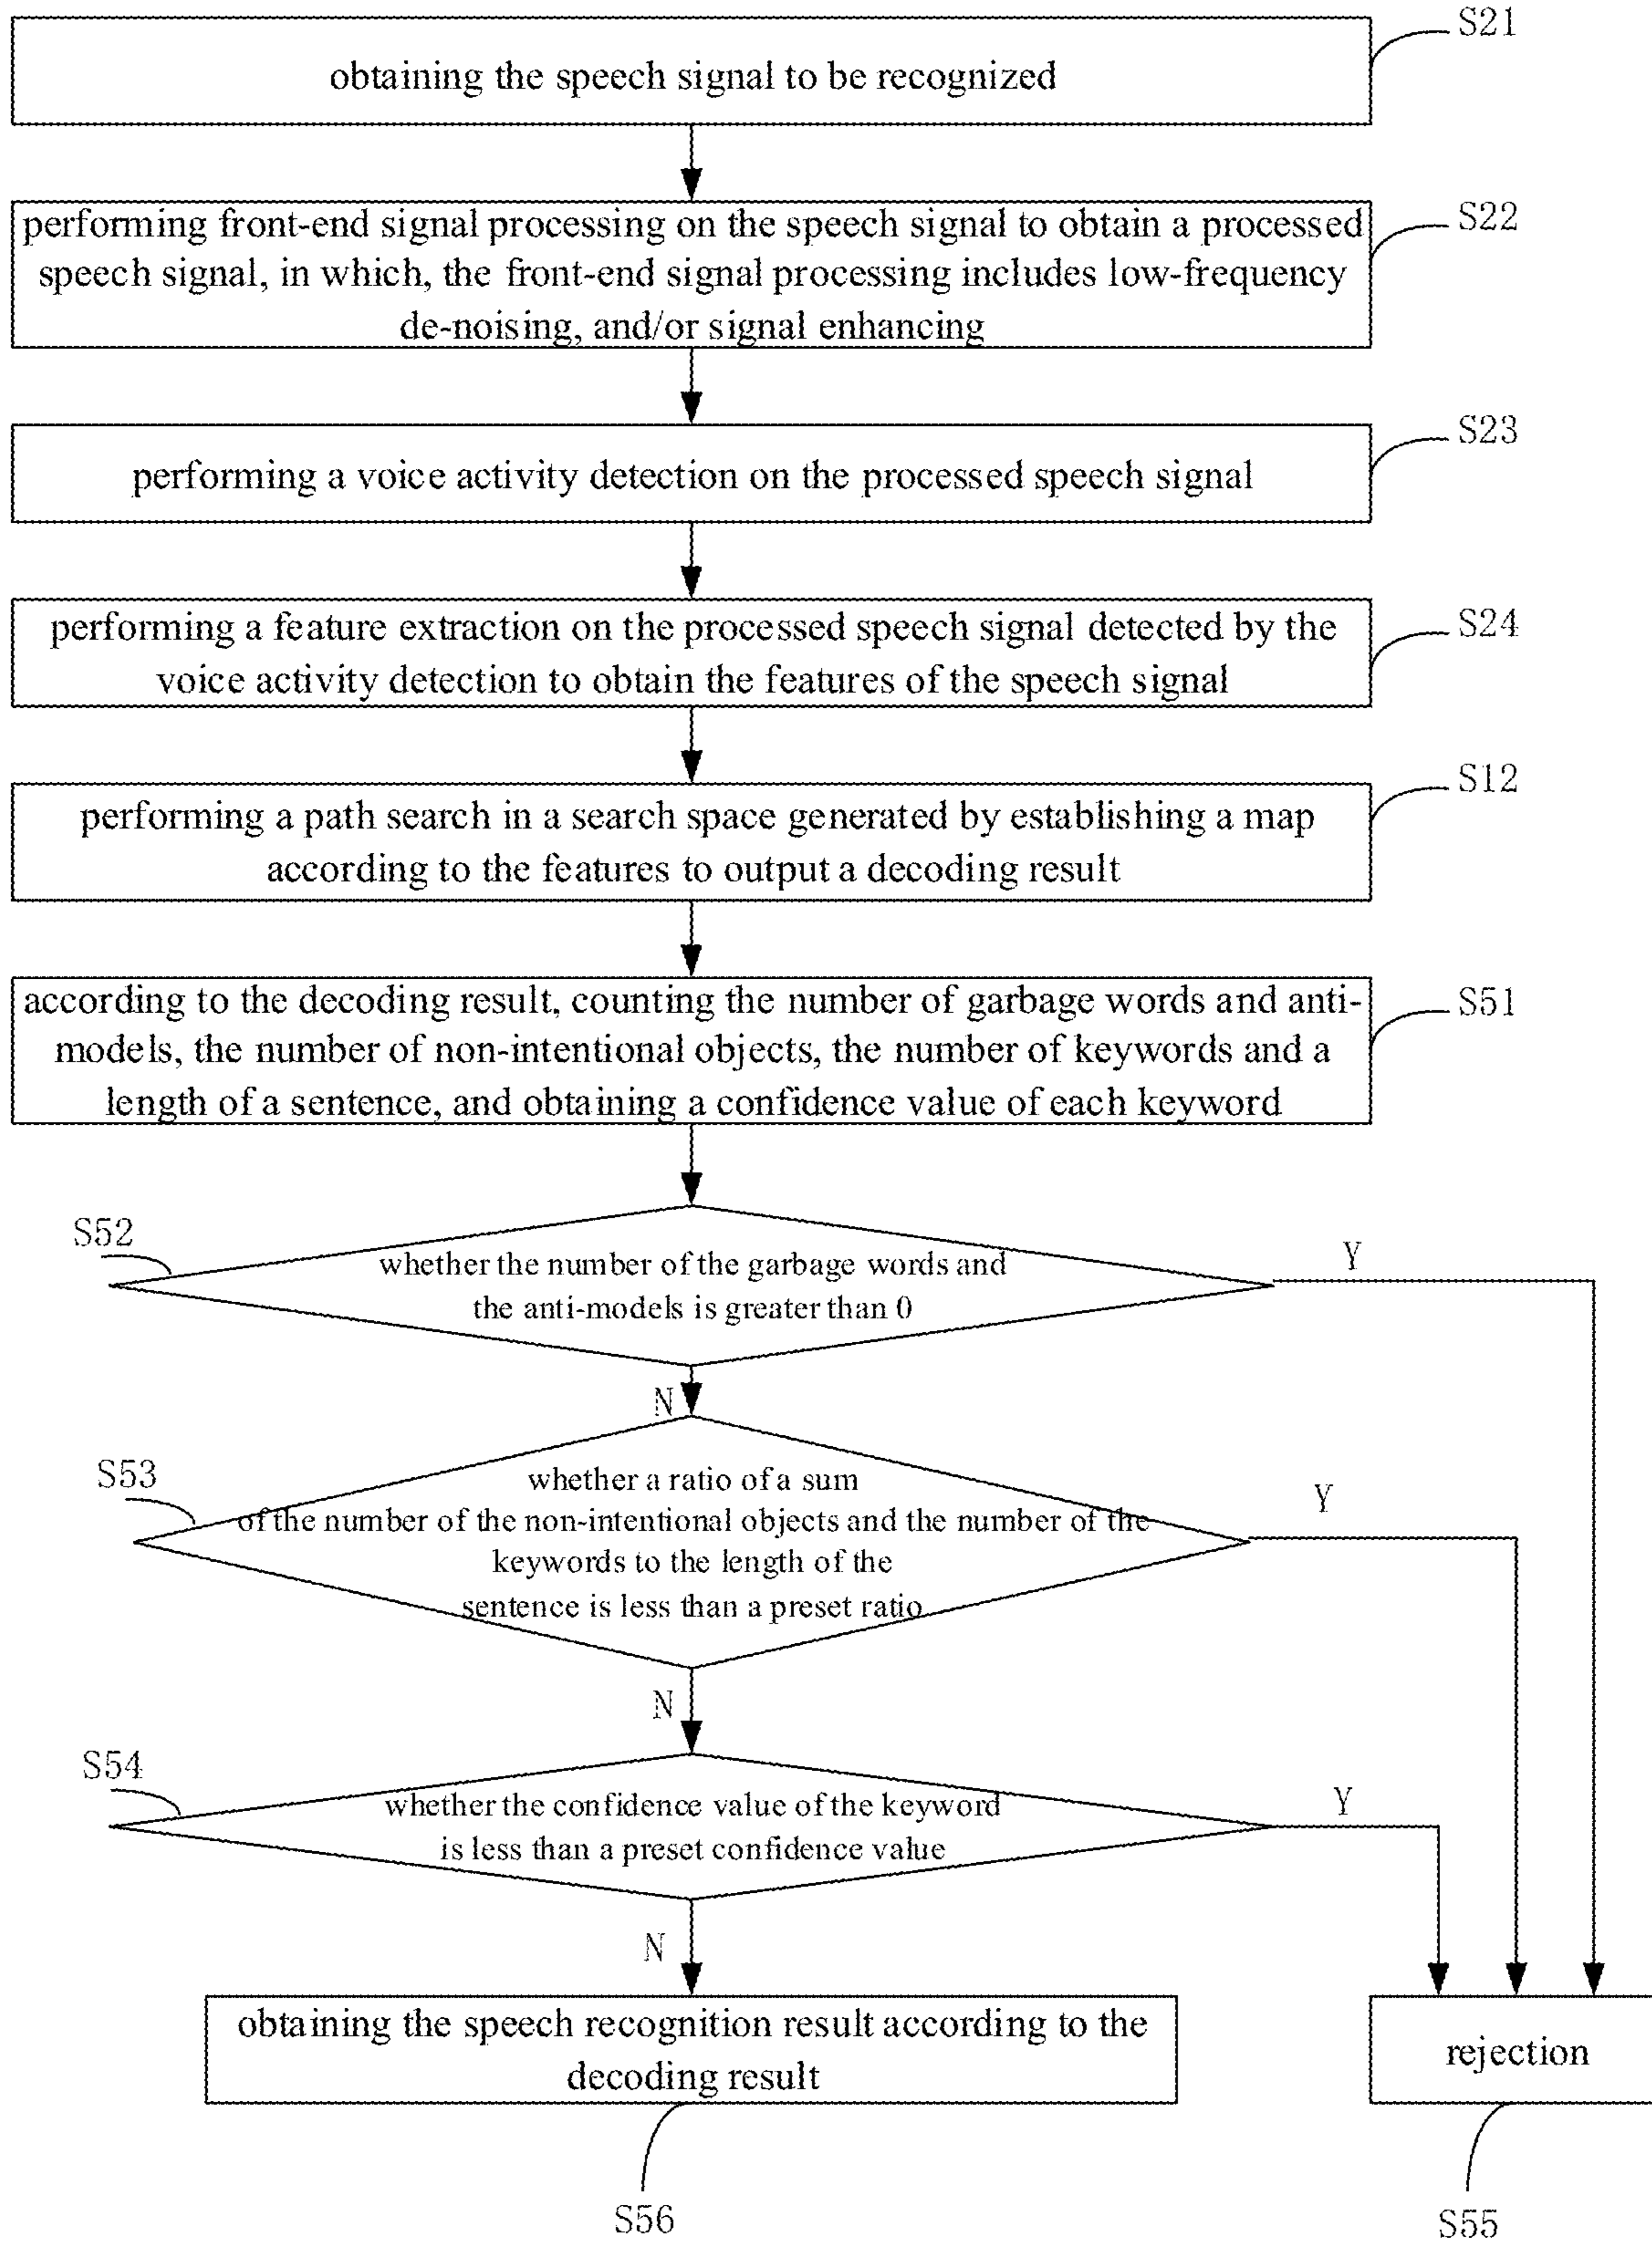 S21
obtaining the speech signal to be recognized
S22
performing front-end signal processing on the speech signal to obtain a processed
speech signal, in which, the front-end signal processing includes low-frequency
de-noising, and/or signal enhancing
S23
performing a voice activity detection on the processed speech signal
S24
performing a feature extraction on the processed speech signal detected by the
voice activity detection to obtain the features of the speech signal
S12
performing a path search in a search space generated by establishing a map
according to the features to output a decoding result
S51
according to the decoding result, counting the number of garbage words and anti-
models, the number of non-intentional objects, the number of keywords and a
length of a sentence, and obtaining a confidence value of each keyword
S52
whether the number of the garbage words and
the anti-models is greater than 0
Y
N
S53
whether a ratio of a sum
of the number of the non-intentional objects and the number of the
keywords to the length of the
sentence is less than a preset ratio
Y
N
S54
whether the confidence value of the keyword
is less than a preset confidence value
Y
N
obtaining the speech recognition result according to the
decoding result
rejection
S56
S55